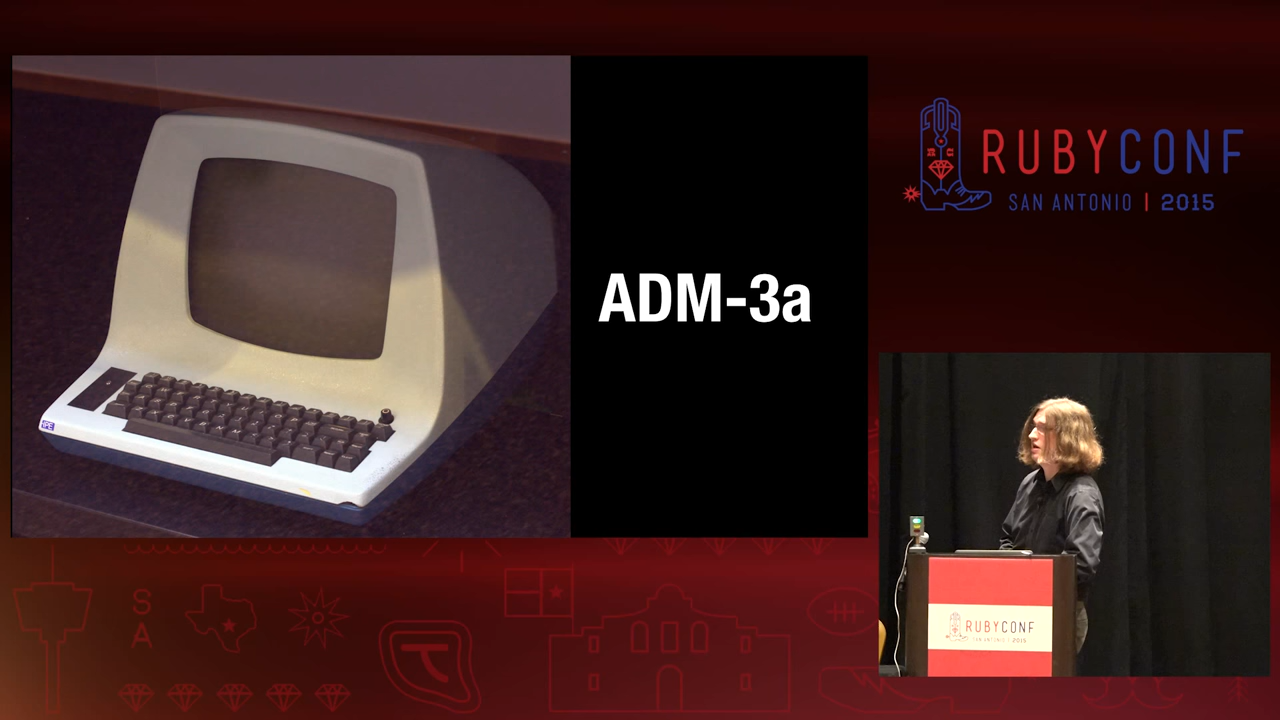 ADM-3a
RUBYCONF
SAN ANTONIO | 2015
RUBYCONF
SAN ANTONIO | 2015
S
A